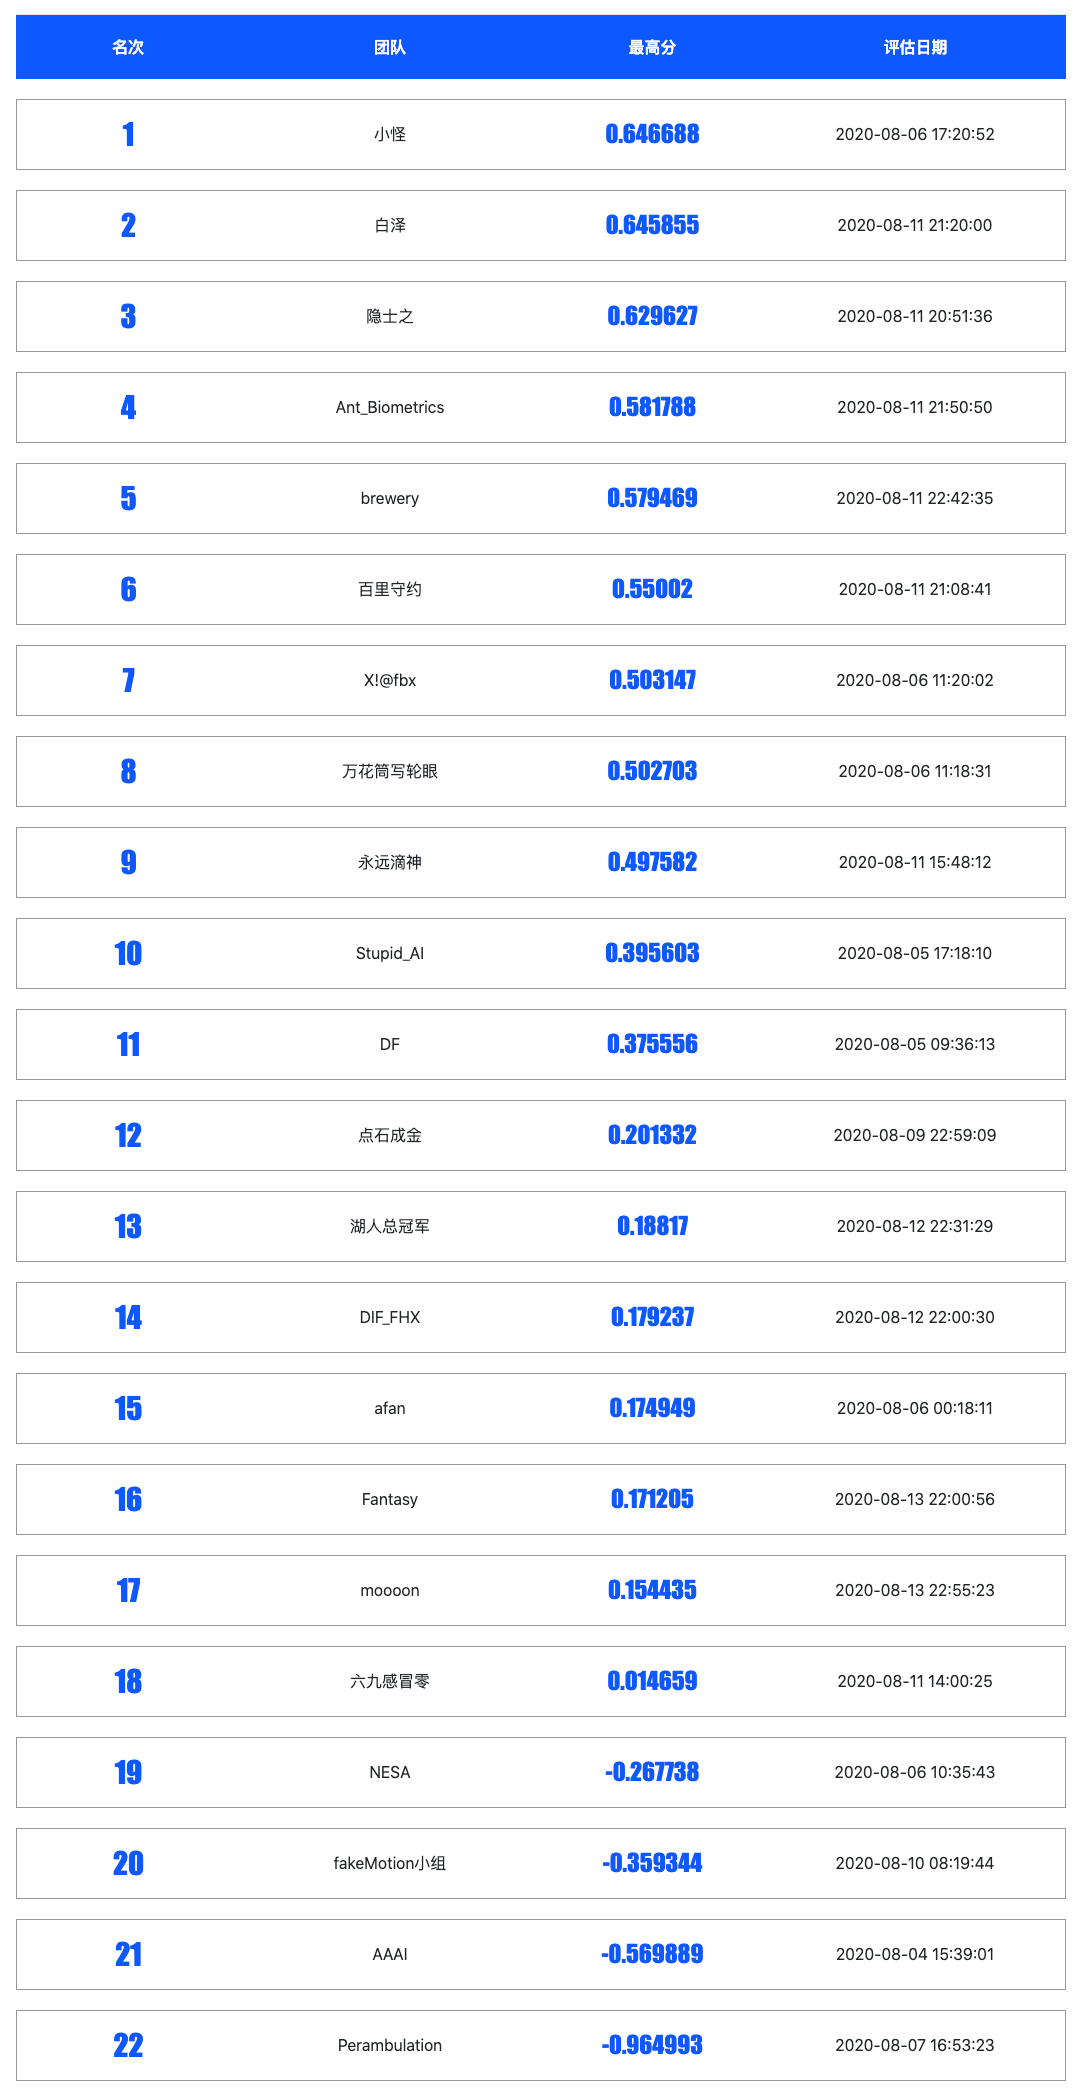 名次 团队 最高分 评估日期
1 小怪 0.646688 2020-08-06 17:20:52
2 白泽 0.645855 2020-08-11 21:20:00
3 隐士之 0.629627 2020-08-11 20:51:36
4 Ant_Biometrics 0.581788 2020-08-11 21:50:50
5 brewery 0.579469 2020-08-11 22:42:35
6 百里守约 0.55002 2020-08-11 21:08:41
7 X!@fbx 0.503147 2020-08-06 11:20:02
8 万花筒写轮眼 0.502703 2020-08-06 11:18:31
9 永远滴神 0.497582 2020-08-11 15:48:12
10 Stupid_AI 0.395603 2020-08-05 17:18:10
11 DF 0.375556 2020-08-05 09:36:13
12 点石成金 0.201332 2020-08-09 22:59:09
13 湖人总冠军 0.18817 2020-08-12 22:31:29
14 DIF_FHX 0.179237 2020-08-12 22:00:30
15 afan 0.174949 2020-08-06 00:18:11
16 Fantasy 0.171205 2020-08-13 22:00:56
17 moooon 0.154435 2020-08-13 22:55:23
18 六九感冒零 0.014659 2020-08-11 14:00:25
19 NESA -0.267738 2020-08-06 10:35:43
20 fakeMotion小组 -0.359344 2020-08-10 08:19:44
21 AAAI -0.569889 2020-08-04 15:39:01
22 Perambulation -0.964993 2020-08-07 16:53:23